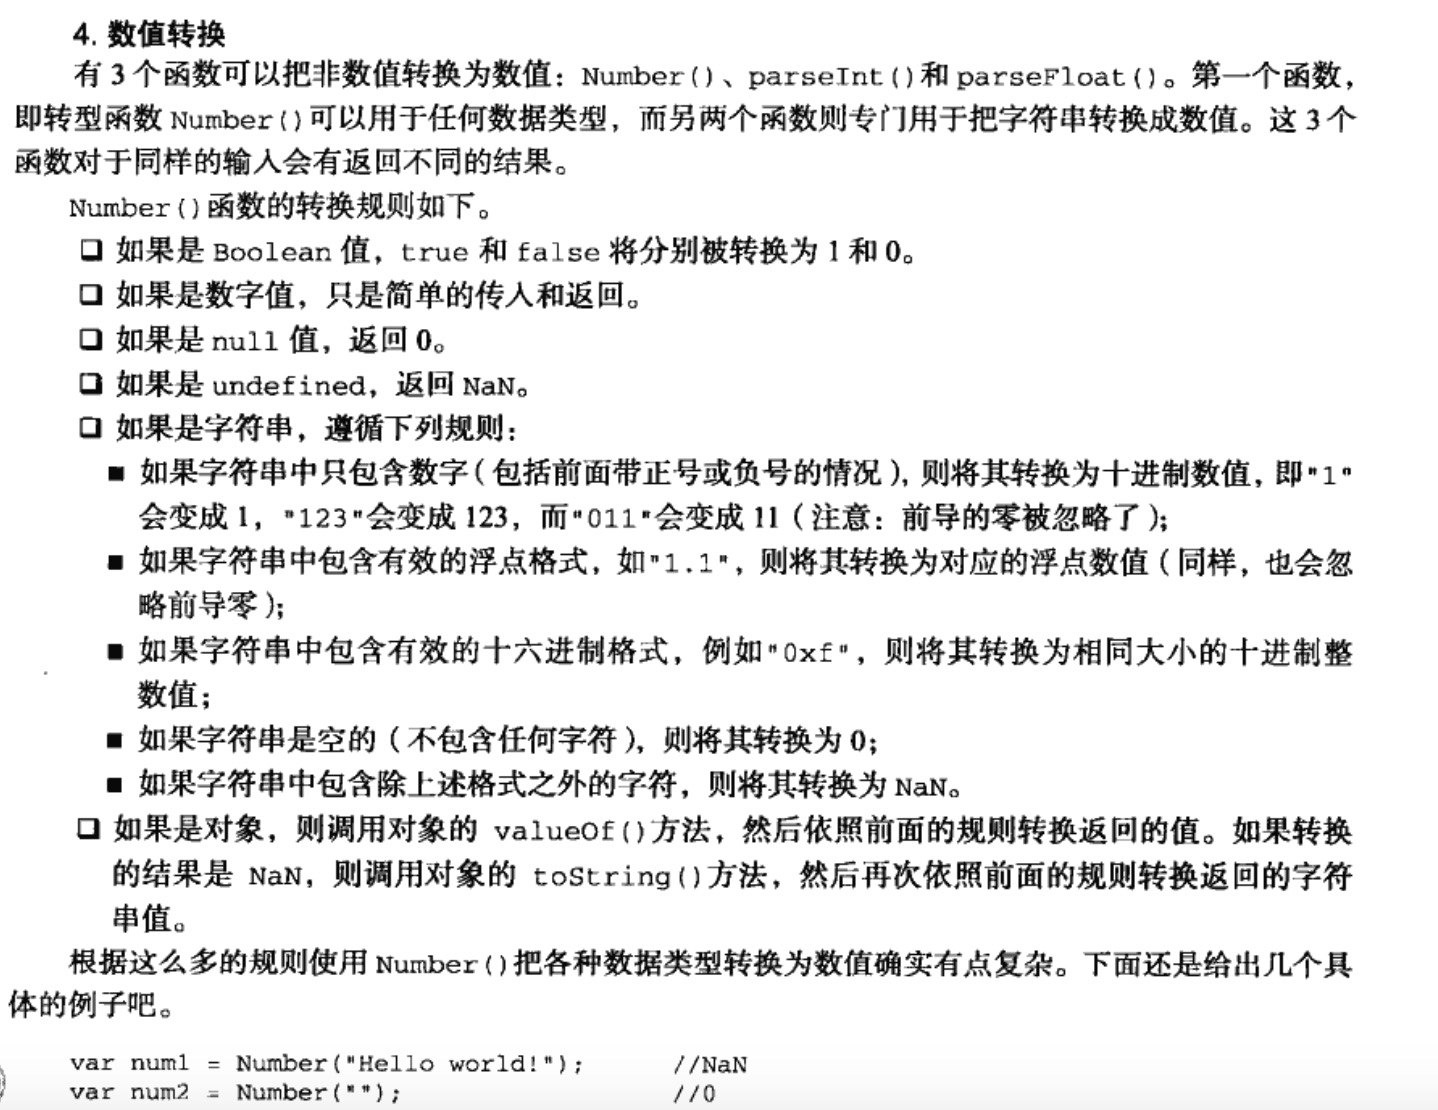 4. 数值转换
有 3 个函数可以把非数值转换为数值：Number()、parseInt()和 parseFloat()。第一个函数，
即转型函数 Number()可以用于任何数据类型，而另两个函数则专门用于把字符串转换成数值。这 3 个
函数对于同样的输入会有返回不同的结果。
Number()函数的转换规则如下。
❑ 如果是 Boolean 值，true 和 false 将分别被转换为 1 和 0。
❑ 如果是数字值，只是简单的传入和返回。
❑ 如果是 null 值，返回 0。
❑ 如果是 undefined，返回 NaN。
❑ 如果是字符串，遵循下列规则：
■ 如果字符串中只包含数字（包括前面带正号或负号的情况），则将其转换为十进制数值，即"1"
会变成 1，"123"会变成 123，而"011"会变成 11（注意：前导的零被忽略了）；
■ 如果字符串中包含有效的浮点格式，如"1.1"，则将其转换为对应的浮点数值（同样，也会忽
略前导零）；
■ 如果字符串中包含有效的十六进制格式，例如"0xf"，则将其转换为相同大小的十进制整
数值；
■ 如果字符串是空的（不包含任何字符），则将其转换为 0；
■ 如果字符串中包含除上述格式之外的字符，则将其转换为 NaN。
❑ 如果是对象，则调用对象的 valueOf()方法，然后依照前面的规则转换返回的值。如果转换
的结果是 NaN，则调用对象的 toString()方法，然后再次依照前面的规则转换返回的字符
串值。
根据这么多的规则使用 Number()把各种数据类型转换为数值确实有点复杂。下面还是给出几个具
体的例子吧。
var num1 = Number("Hello world!"); //NaN
var num2 = Number(""); //0